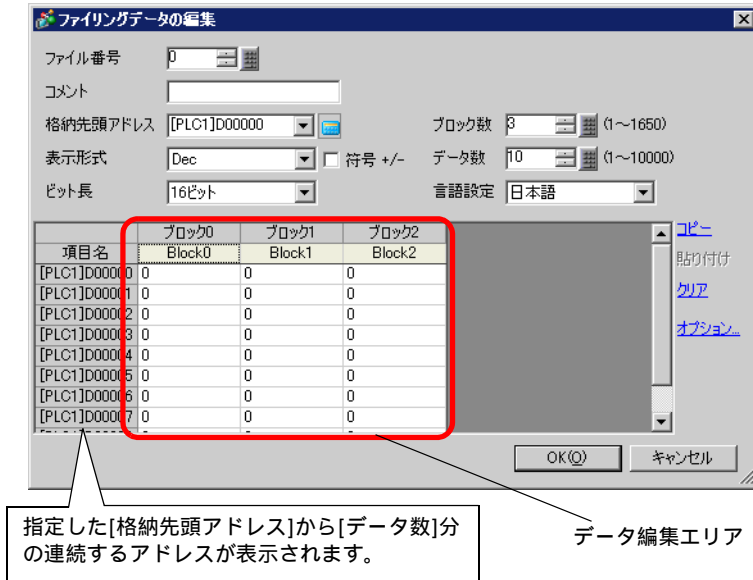 ファイリングデータの編集
ファイル番号 0
コメント
格納先頭アドレス [PLC1]D00000 ブロック数 3 (1～1650)
表示形式 Dec 符号 +/- データ数 10 (1～10000)
ビット長 16ビット 言語設定 日本語
ブロック0 ブロック1 ブロック2 コピー
項目名 Block0 Block1 Block2 貼り付け
[PLC1]D00000 0 0 0
[PLC1]D00001 0 0 0 クリア
[PLC1]D00002 0 0 0
[PLC1]D00003 0 0 0 オプション...
[PLC1]D00004 0 0 0
[PLC1]D00005 0 0 0
[PLC1]D00006 0 0 0
[PLC1]D00007 0 0 0
OK(O) キャンセル
指定した[格納先頭アドレス]から[データ数]分
の連続するアドレスが表示されます。
データ編集エリア